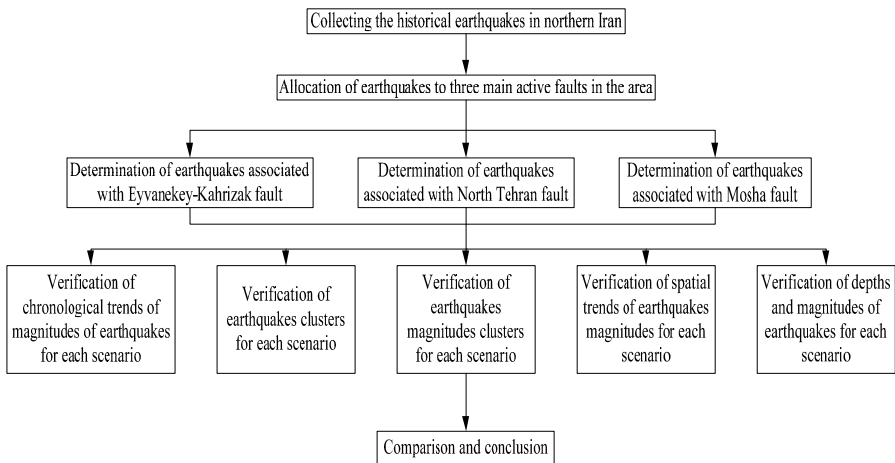 Collecting the historical earthquakes in northern Iran
Allocation of earthquakes to three main active faults in the area
Determination of earthquakes associated
with Eyvanekey-Kahrizak fault
Determination of earthquakes
associated with North Tehran fault
Determination of earthquakes
associated with Mosha fault
Verification of
chronological trends of
magnitudes of earthquakes
for each scenario
Verification of
earthquakes clusters
for each scenario
Verification of
earthquakes
magnitudes clusters
for each scenario
Verification of spatial
trends of earthquakes
magnitudes for each
scenario
Verification of depths
and magnitudes of
earthquakes for each
scenario
Comparison and conclusion